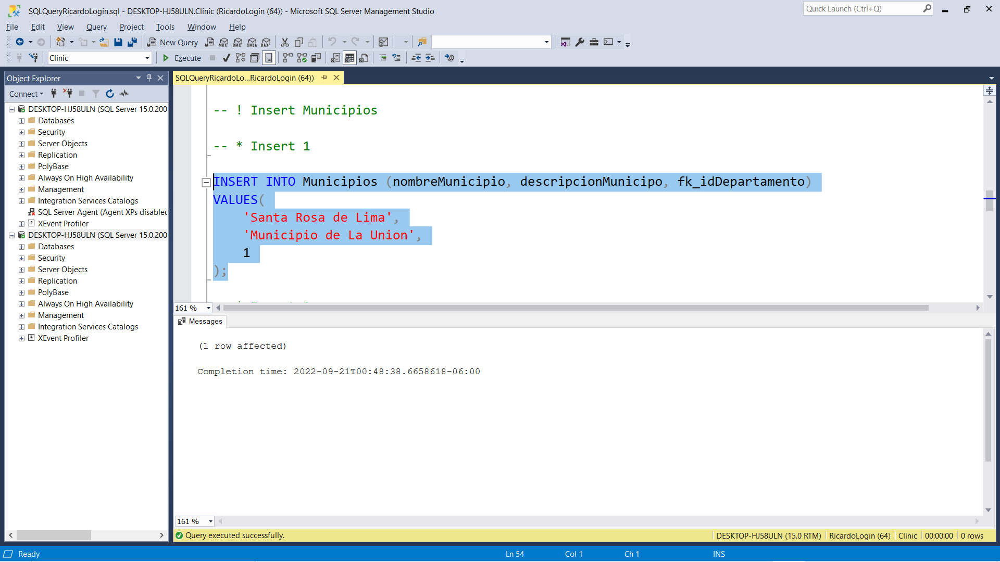 SQLQueryRicardoLogin.sql - DESKTOP-HJ58ULN.Clinic (RicardoLogin (64)) - Microsoft SQL Server Management Studio
Quick Launch (Ctrl+Q)
File Edit View Query Project Tools Window Help
New Query MDX DMX XMLA DAX
Clinic Execute
Object Explorer
SQLQueryRicardoLo...RicardoLogin (64))
Connect
DESKTOP-HJ58ULN (SQL Server 15.0.200
Databases
Security
Server Objects
Replication
PolyBase
Always On High Availability
Management
Integration Services Catalogs
SQL Server Agent (Agent XPs disabled
XEvent Profiler
DESKTOP-HJ58ULN (SQL Server 15.0.200
Databases
Security
Server Objects
Replication
PolyBase
Always On High Availability
Management
Integration Services Catalogs
XEvent Profiler
-- ! Insert Municipios
-- * Insert 1
INSERT INTO Municipios (nombreMunicipio, descripcionMunicipo, fk_idDepartamento)
VALUES(
'Santa Rosa de Lima',
'Municipio de La Union',
1
);
161 %
Messages
(1 row affected)
Completion time: 2022-09-21T00:48:38.6658618-06:00
161 %
Query executed successfully.
DESKTOP-HJ58ULN (15.0 RTM) RicardoLogin (64) Clinic 00:00:00 0 rows
Ready Ln 54 Col 1 Ch 1 INS